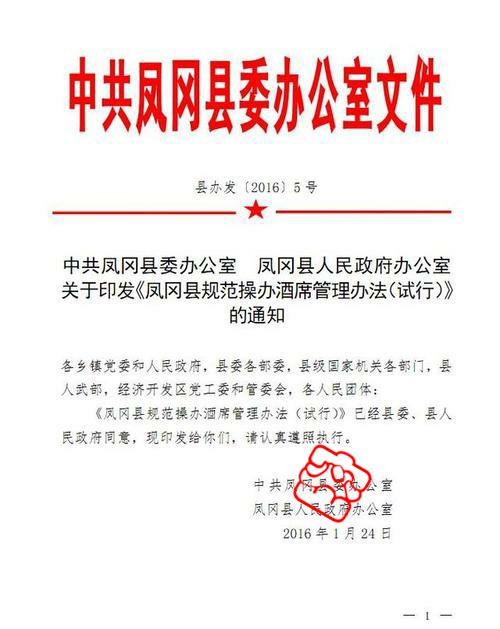 中共凤冈县委办公室文件
县办发〔2016〕5号
中共凤冈县委办公室　凤冈县人民政府办公室
关于印发《凤冈县规范操办酒席管理办法(试行)》
的通知
各乡镇党委和人民政府，县委各部委，县级国家机关各部门，县
人武部，经济开发区党工委和管委会，各人民团体：
《凤冈县规范操办酒席管理办法（试行）》已经县委、县人
民政府同意，现印发给你们，请认真遵照执行。
中共凤冈县委办公室
凤冈县人民政府办公室
2016年1月24日
— 1 —